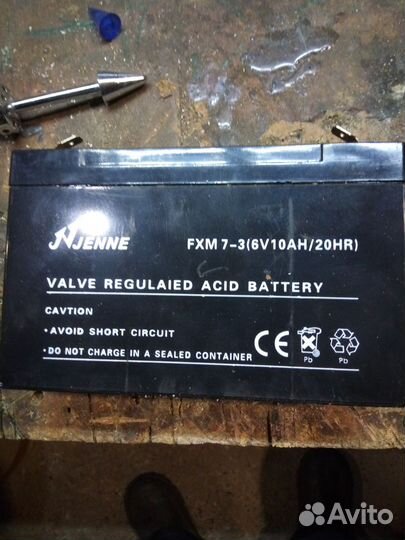 JENNE
FXM 7-3(6V10AH/20HR)
VALVE REGULAIED ACID BATTERY
CAVTION
• AVOID SHORT CIRCUIT
• DO NOT CHARGE IN A SEALED CONTAINER
CE
Pb
Pb
Avito